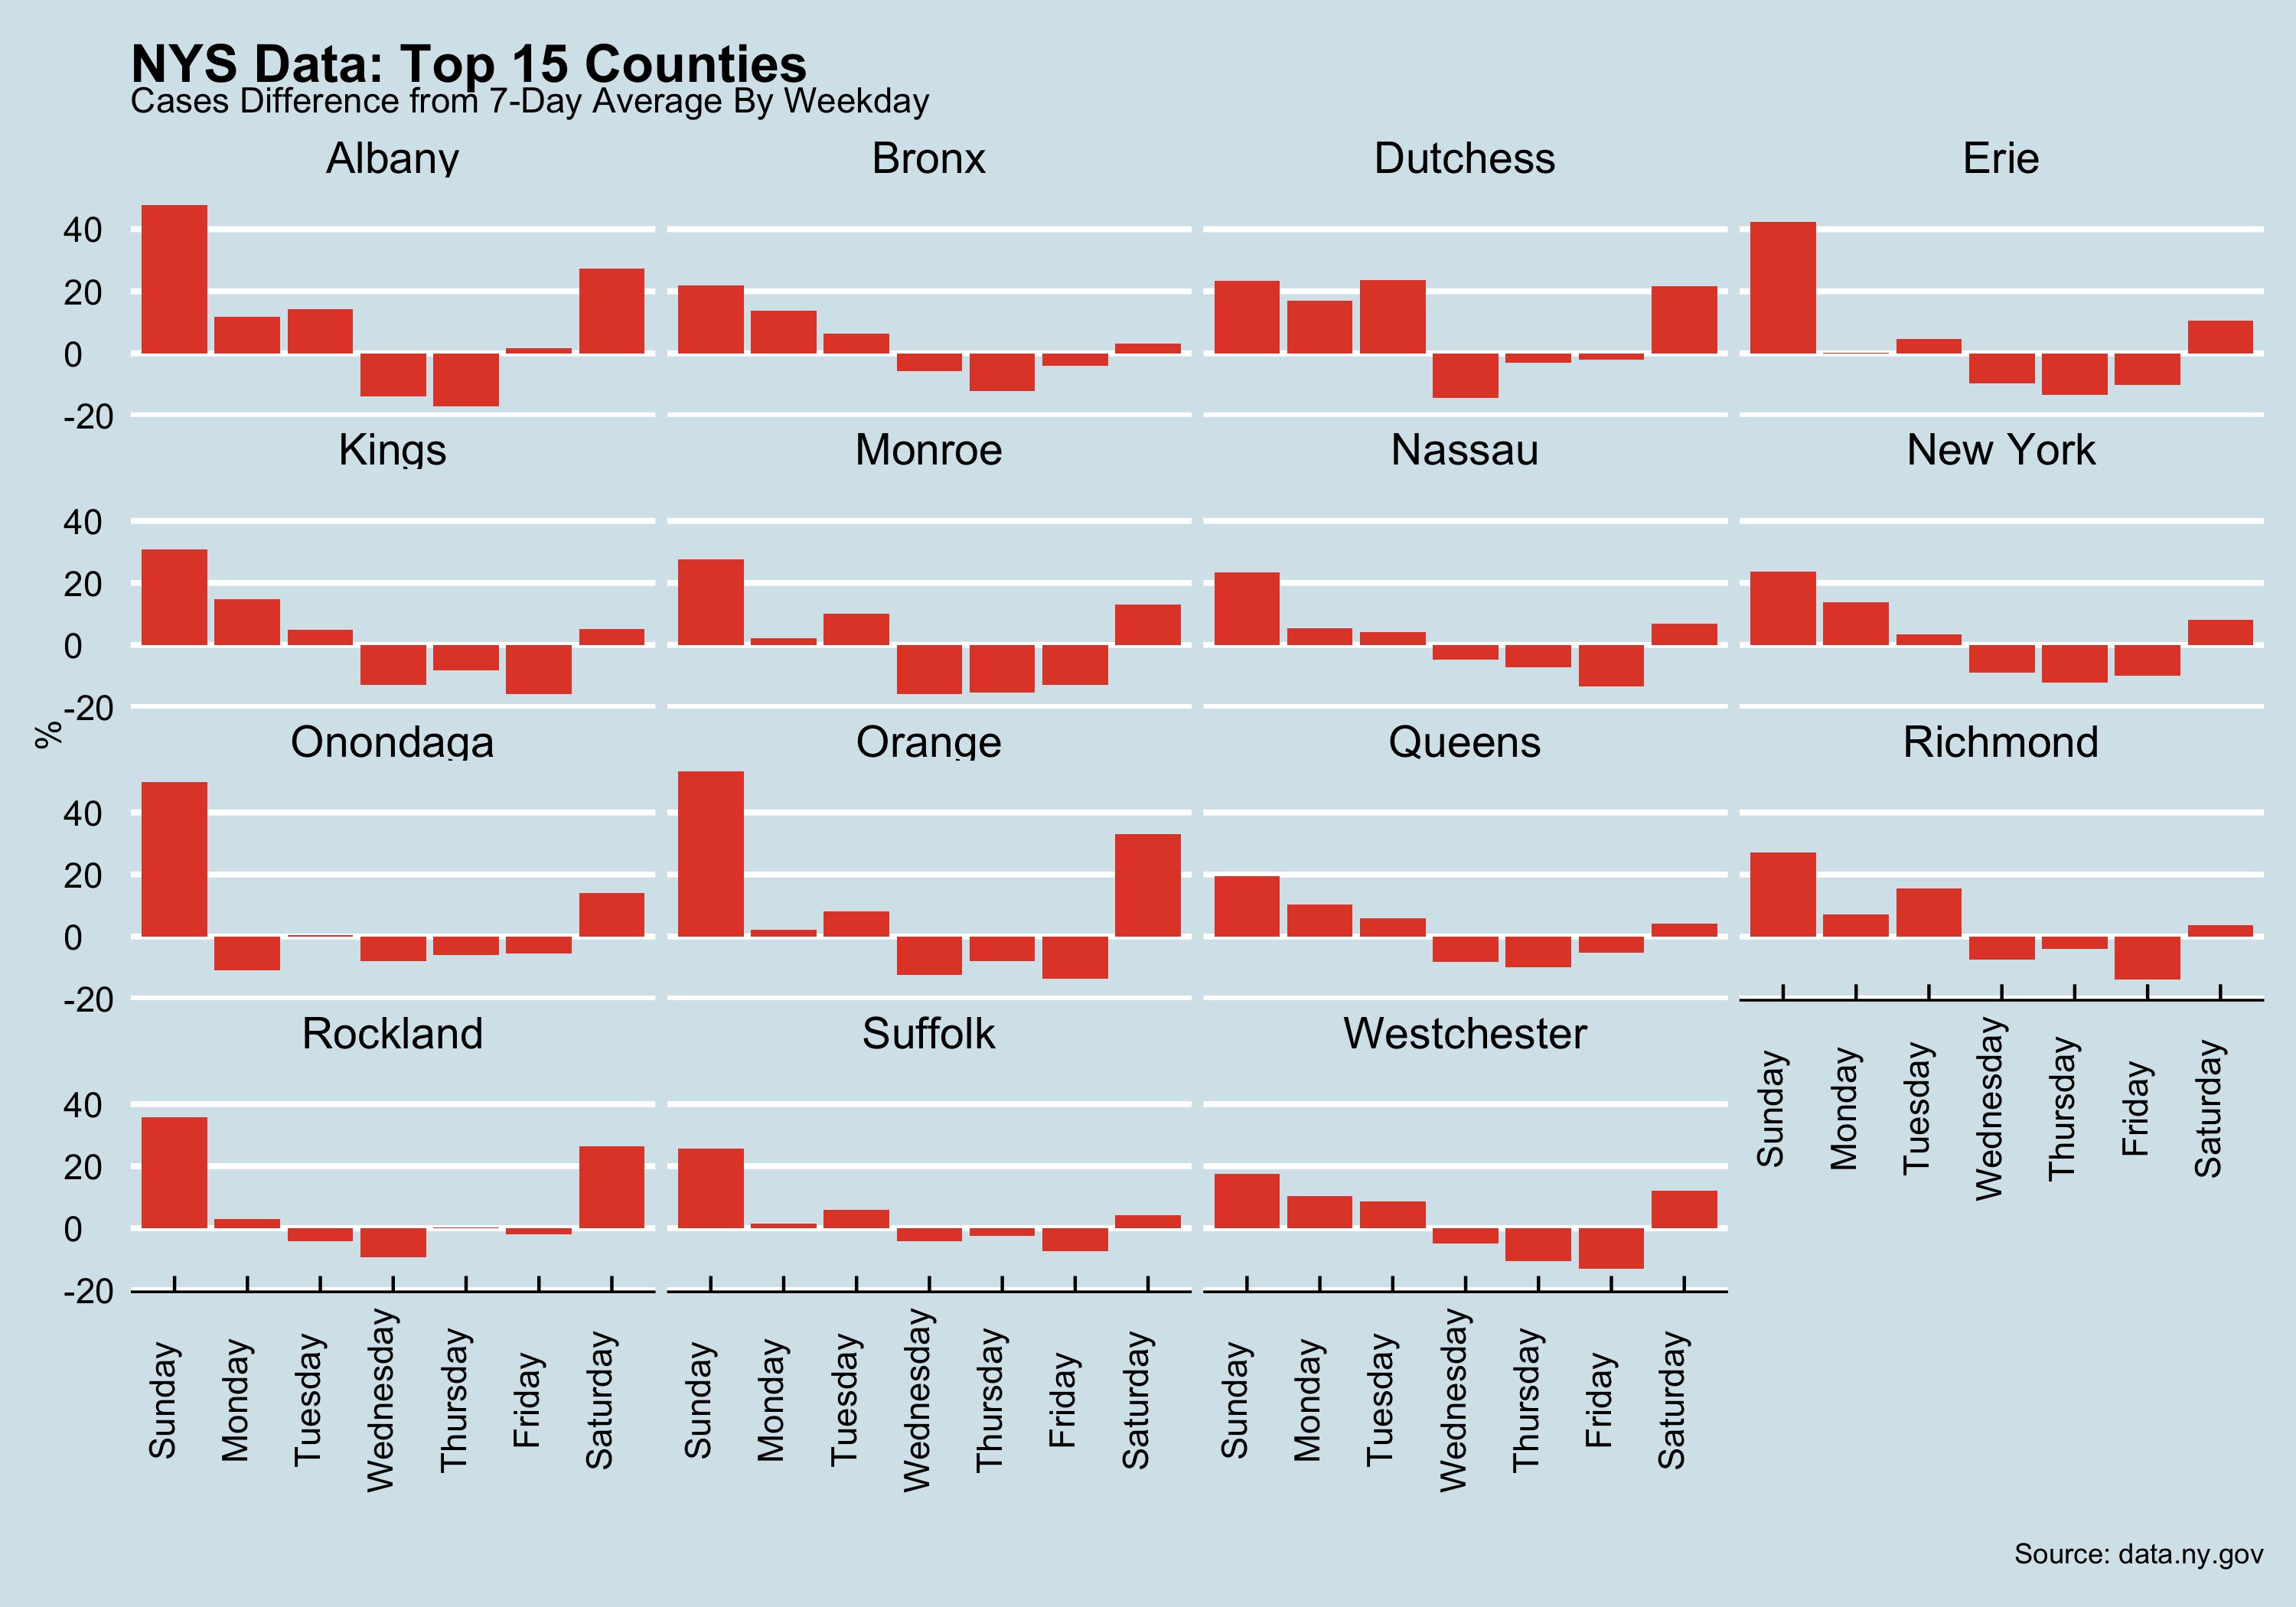 NYS Data: Top 15 Counties
Cases Difference from 7-Day Average By Weekday
Albany
Bronx
Dutchess
Erie
40
20
0
-20
Kings
Monroe
Nassau
New York
40
20
0
-20
%
Onondaga
Orange
Queens
Richmond
40
20
0
-20
Sunday
Monday
Tuesday
Wednesday
Thursday
Friday
Saturday
Rockland
Suffolk
Westchester
40
20
0
-20
Sunday
Monday
Tuesday
Wednesday
Thursday
Friday
Saturday
Sunday
Monday
Tuesday
Wednesday
Thursday
Friday
Saturday
Sunday
Monday
Tuesday
Wednesday
Thursday
Friday
Saturday
Source: data.ny.gov